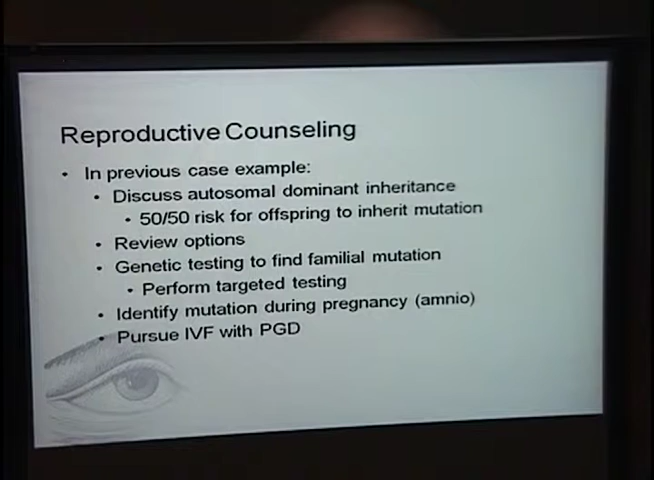 Reproductive Counseling
• In previous case example:
• Discuss autosomal dominant inheritance
• 50/50 risk for offspring to inherit mutation
• Review options
• Genetic testing to find familial mutation
• Perform targeted testing
• Identify mutation during pregnancy (amnio)
• Pursue IVF with PGD